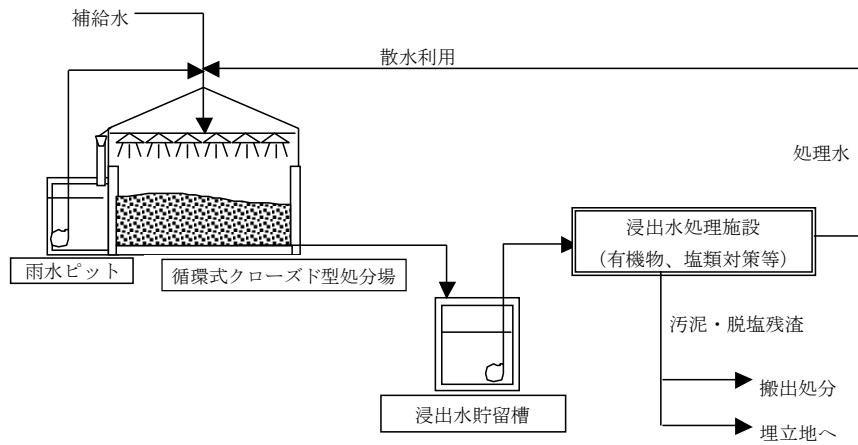 補給水
散水利用
処理水
浸出水処理施設
（有機物、塩類対策等）
雨水ピット
循環式クローズド型処分場
汚泥・脱塩残渣
搬出処分
浸出水貯留槽
埋立地へ